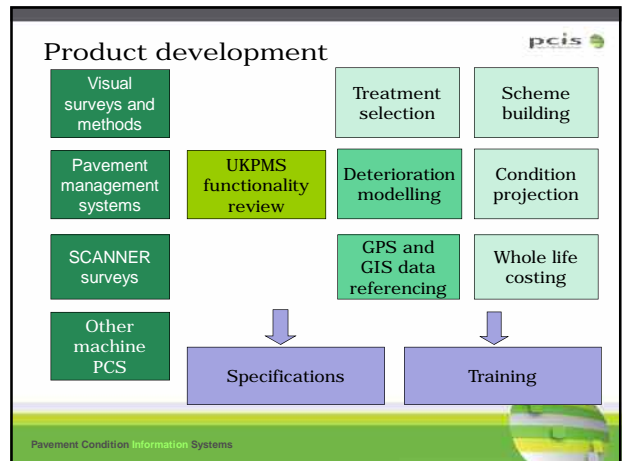 Product development
pcis
Visual
surveys and
methods
Treatment
selection
Scheme
building
Pavement
management
systems
UKPMS
functionality
review
Deterioration
modelling
Condition
projection
SCANNER
surveys
GPS and
GIS data
referencing
Whole life
costing
Other
machine
PCS
Specifications
Training
Pavement Condition Information Systems